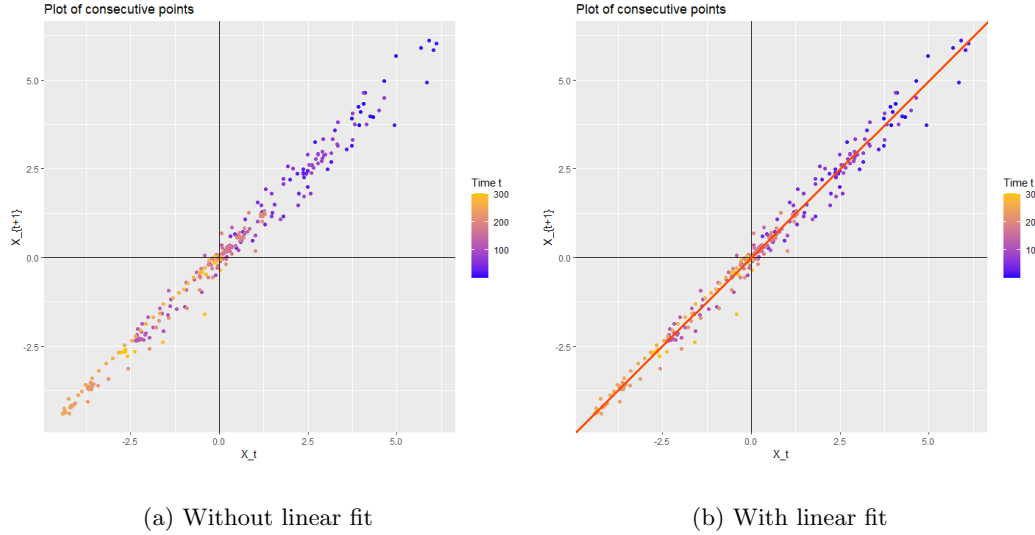 Plot of consecutive points
X_{t+1}
5.0
2.5
0.0
-2.5
-2.5
0.0
2.5
5.0
X_t
Time t
300
200
100
(a) Without linear fit
Plot of consecutive points
X_{t+1}
5.0
2.5
0.0
-2.5
-2.5
0.0
2.5
5.0
X_t
Time t
300
200
100
(b) With linear fit